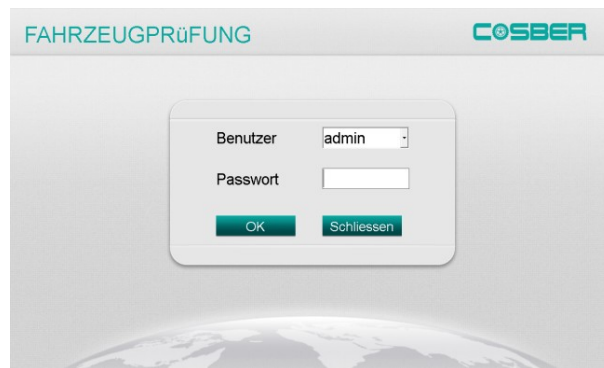 FAHRZEUGPRüFUNG
COSBER
Benutzer admin
Passwort
OK Schliessen